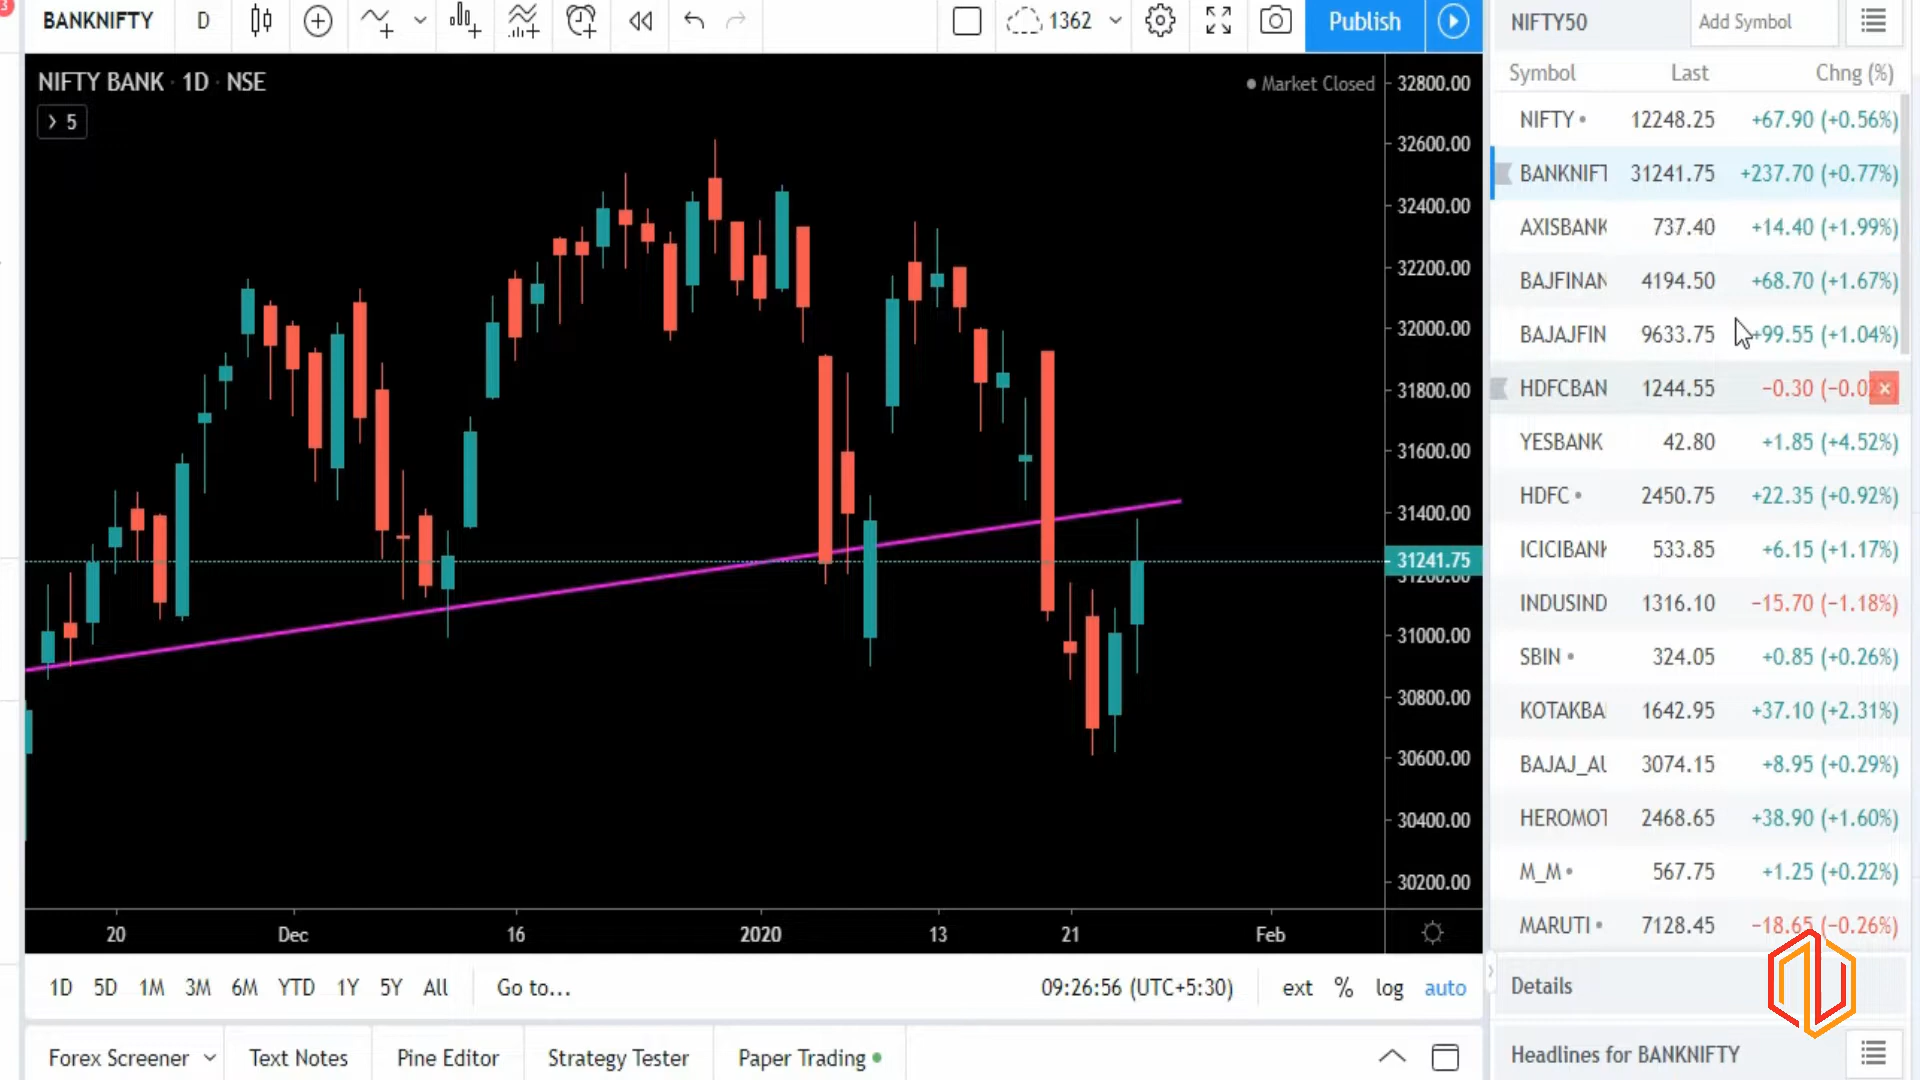 3
BANKNIFTY D 1362 Publish
NIFTY50 Add Symbol
NIFTY BANK · 1D · NSE
Market Closed
5
Symbol Last Chng (%)
NIFTY 12248.25 +67.90 (+0.56%)
BANKNIFT 31241.75 +237.70 (+0.77%)
AXISBANK 737.40 +14.40 (+1.99%)
BAJFINAN 4194.50 +68.70 (+1.67%)
BAJAJFIN 9633.75 +99.55 (+1.04%)
HDFCBAN 1244.55 −0.30
YESBANK 42.80 +1.85 (+4.52%)
HDFC 2450.75 +22.35 (+0.92%)
ICICIBANK 533.85 +6.15 (+1.17%)
INDUSIND 1316.10 −15.70 (−1.18%)
SBIN 324.05 +0.85 (+0.26%)
KOTAKBA 1642.95 +37.10 (+2.31%)
BAJAJ_AU 3074.15 +8.95 (+0.29%)
HEROMOT 2468.65 +38.90 (+1.60%)
M_M 567.75 +1.25 (+0.22%)
MARUTI 7128.45 −18.65 (−0.26%)
32800.00
32600.00
32400.00
32200.00
32000.00
31800.00
31600.00
31400.00
31241.75
31200.00
31000.00
30800.00
30600.00
30400.00
30200.00
20 Dec 16 2020 13 21 Feb
1D 5D 1M 3M 6M YTD 1Y 5Y All Go to...
09:26:56 (UTC+5:30) ext % log auto
Details
Forex Screener Text Notes Pine Editor Strategy Tester Paper Trading
Headlines for BANKNIFTY